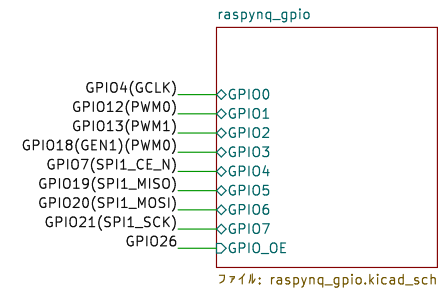 raspynq_gpio
GPIO4(GCLK) GPIO0
GPIO12(PWM0) GPIO1
GPIO13(PWM1) GPIO2
GPIO18(GEN1)(PWM0) GPIO3
GPIO7(SPI1_CE_N) GPIO4
GPIO19(SPI1_MISO) GPIO5
GPIO20(SPI1_MOSI) GPIO6
GPIO21(SPI1_SCK) GPIO7
GPIO26 GPIO_OE
ファイル: raspynq_gpio.kicad_sch